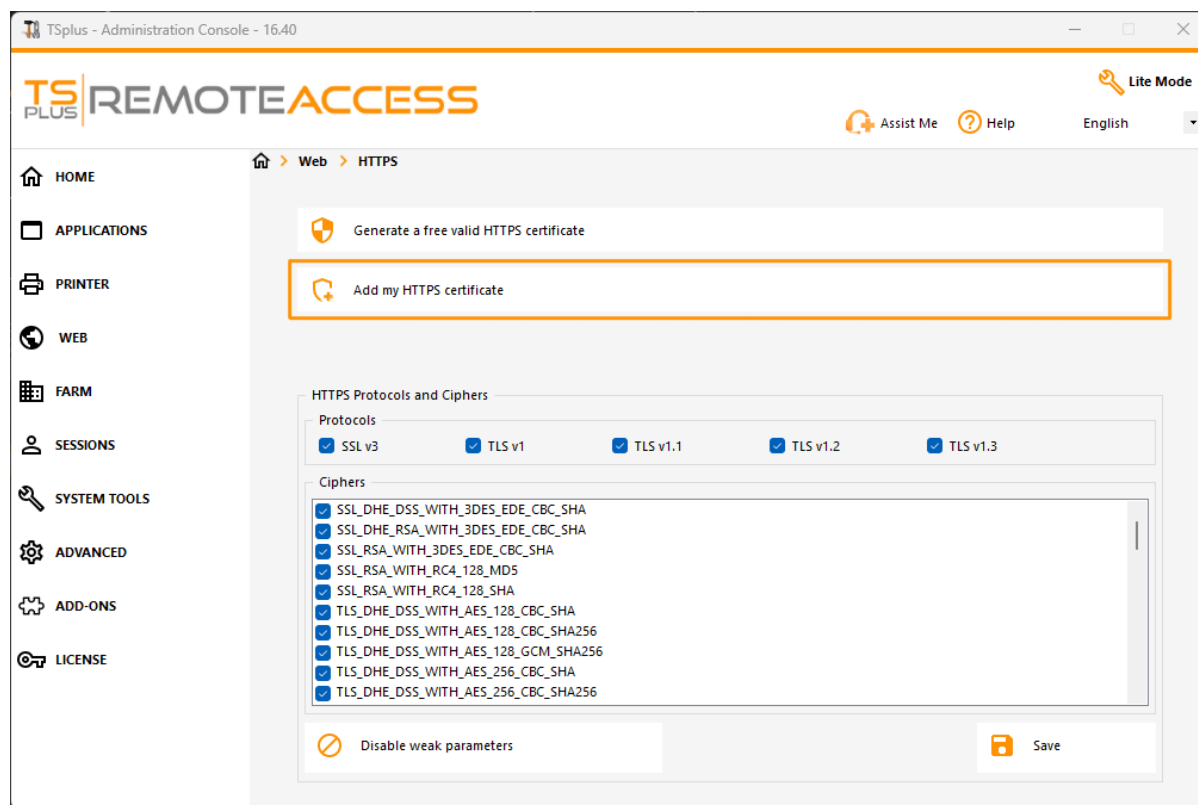 TSplus - Administration Console - 16.40
TS PLUS REMOTEACCESS
Lite Mode
Assist Me
Help
English
HOME
APPLICATIONS
PRINTER
WEB
FARM
SESSIONS
SYSTEM TOOLS
ADVANCED
ADD-ONS
LICENSE
Web > HTTPS
Generate a free valid HTTPS certificate
Add my HTTPS certificate
HTTPS Protocols and Ciphers
Protocols
SSL v3 TLS v1 TLS v1.1 TLS v1.2 TLS v1.3
Ciphers
SSL_DHE_DSS_WITH_3DES_EDE_CBC_SHA
SSL_DHE_RSA_WITH_3DES_EDE_CBC_SHA
SSL_RSA_WITH_3DES_EDE_CBC_SHA
SSL_RSA_WITH_RC4_128_MD5
SSL_RSA_WITH_RC4_128_SHA
TLS_DHE_DSS_WITH_AES_128_CBC_SHA
TLS_DHE_DSS_WITH_AES_128_CBC_SHA256
TLS_DHE_DSS_WITH_AES_128_GCM_SHA256
TLS_DHE_DSS_WITH_AES_256_CBC_SHA
TLS_DHE_DSS_WITH_AES_256_CBC_SHA256
Disable weak parameters
Save